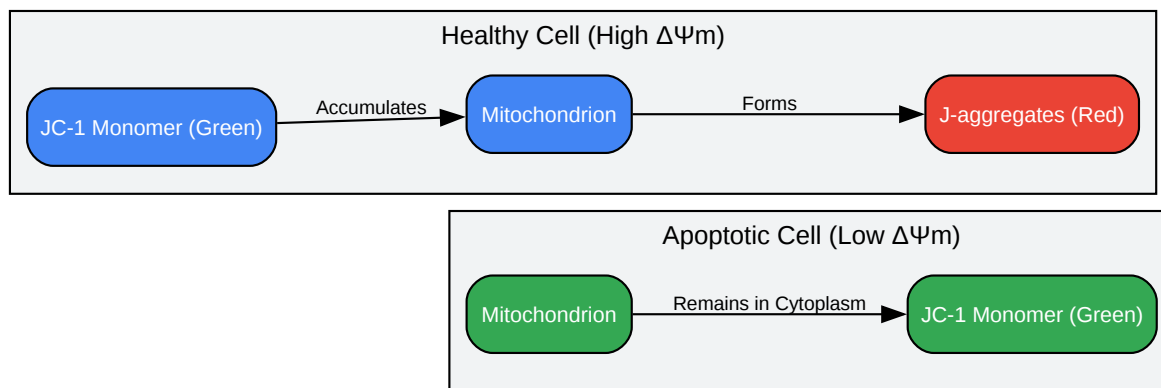 Healthy Cell (High ΔΨm)
JC-1 Monomer (Green)
Accumulates
Mitochondrion
Forms
J-aggregates (Red)
Apoptotic Cell (Low ΔΨm)
Mitochondrion
Remains in Cytoplasm
JC-1 Monomer (Green)